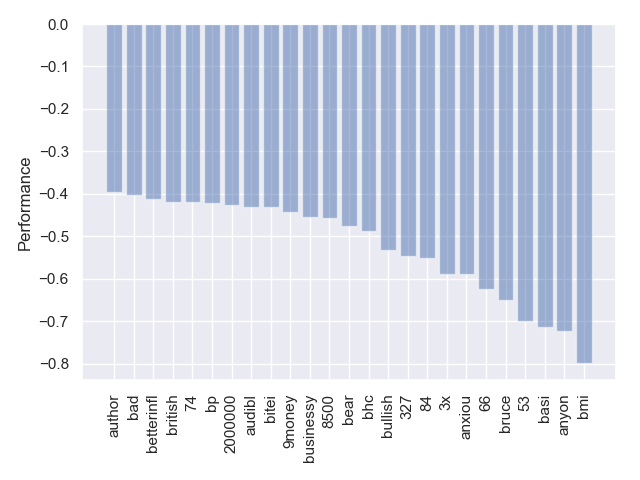 0.0
−0.1
−0.2
−0.3
−0.4
−0.5
−0.6
−0.7
−0.8
Performance
author
bad
betterinfl
british
74
bp
2000000
audibl
bitei
9money
businessy
8500
bear
bhc
bullish
327
84
3x
anxiou
66
bruce
53
basi
anyon
bmi